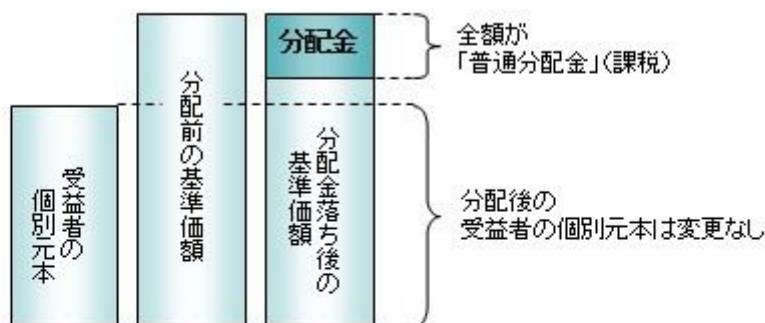 受益者の
個別元本
分配前の基準価額
分配金
分配金落ち後の
基準価額
全額が
「普通分配金」(課税)
分配後の
受益者の個別元本は変更なし